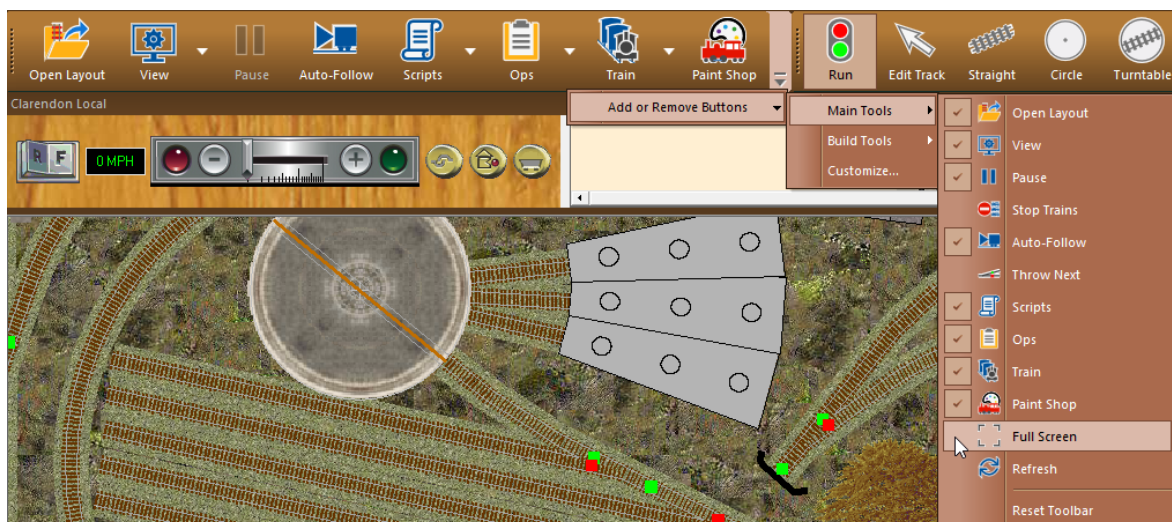 Open Layout
View
Pause
Auto-Follow
Scripts
Ops
Train
Paint Shop
Run
Edit Track
Straight
Circle
Turntable
Clarendon Local
Add or Remove Buttons
Main Tools
Build Tools
Customize...
R F
0 MPH
Open Layout
View
Pause
Stop Trains
Auto-Follow
Throw Next
Scripts
Ops
Train
Paint Shop
Full Screen
Refresh
Reset Toolbar